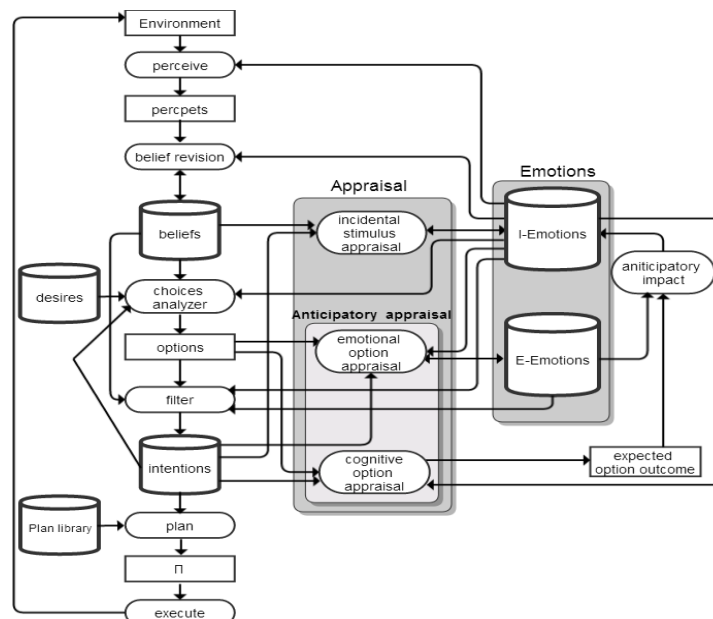 Environment
perceive
percpets
belief revision
Emotions
Appraisal
incidental
stimulus
appraisal
I-Emotions
beliefs
aniticipatory
impact
desires
choices
analyzer
Anticipatory appraisal
options
emotional
option
appraisal
E-Emotions
filter
intentions
cognitive
option
appraisal
expected
option outcome
Plan library
plan
Π
execute